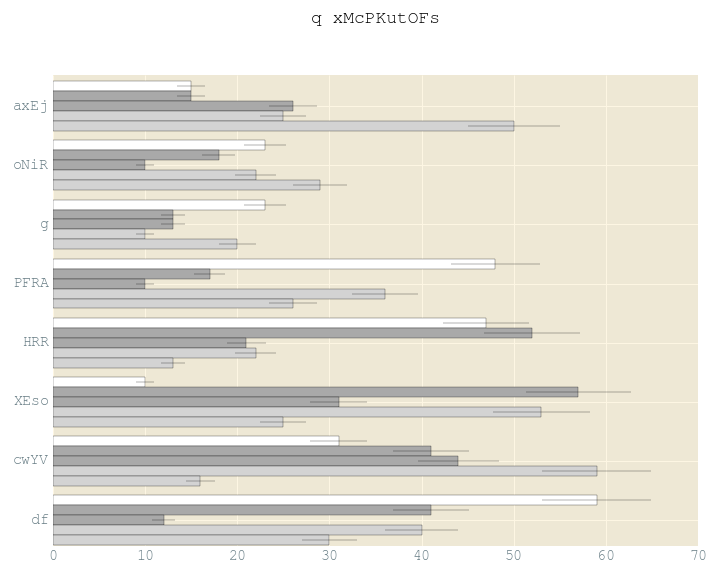 q xMcPKutOFs
axEj
oNiR
g
PFRA
HRR
XEso
cwYV
df
0 10 20 30 40 50 60 70